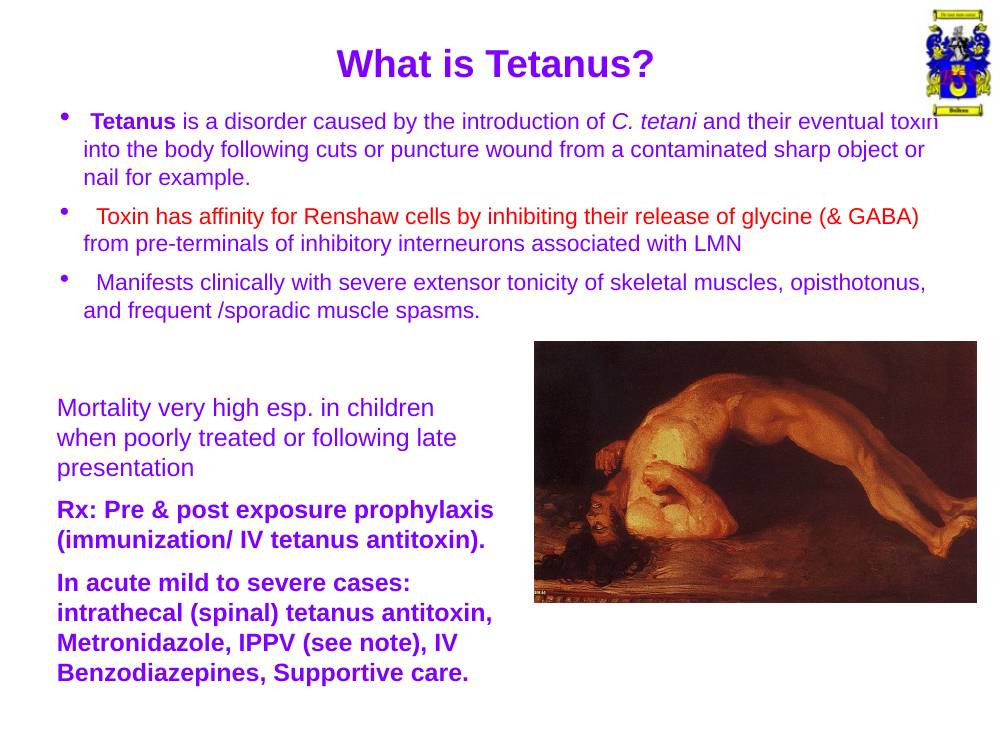 What is Tetanus?
• Tetanus is a disorder caused by the introduction of C. tetani and their eventual toxin
into the body following cuts or puncture wound from a contaminated sharp object or
nail for example.
• Toxin has affinity for Renshaw cells by inhibiting their release of glycine (& GABA)
from pre-terminals of inhibitory interneurons associated with LMN
• Manifests clinically with severe extensor tonicity of skeletal muscles, opisthotonus,
and frequent /sporadic muscle spasms.
Mortality very high esp. in children
when poorly treated or following late
presentation
Rx: Pre & post exposure prophylaxis
(immunization/ IV tetanus antitoxin).
In acute mild to severe cases:
intrathecal (spinal) tetanus antitoxin,
Metronidazole, IPPV (see note), IV
Benzodiazepines, Supportive care.